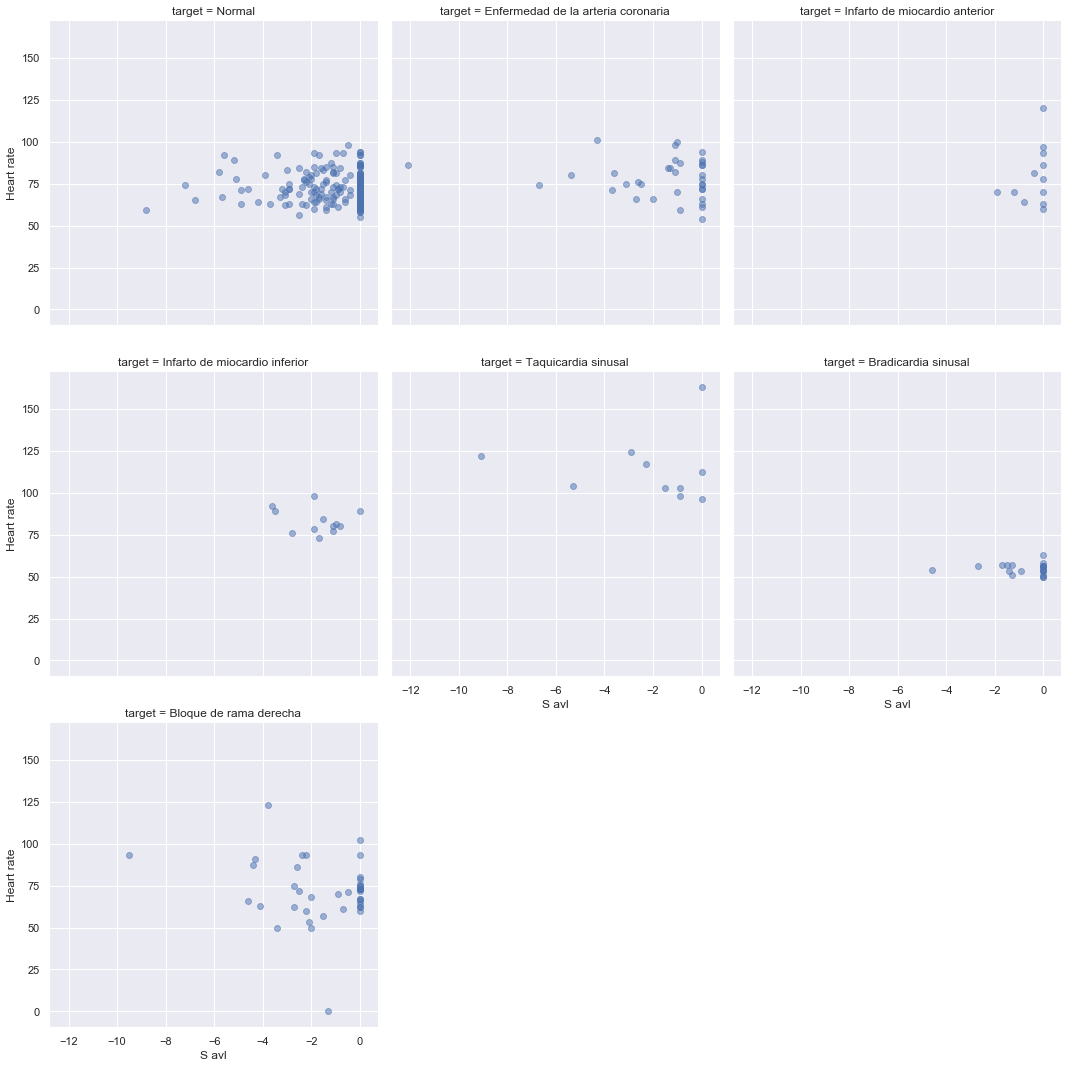 target = Normal
target = Enfermedad de la arteria coronaria
target = Infarto de miocardio anterior
150
125
100
75
50
25
0
Heart rate
target = Infarto de miocardio inferior
target = Taquicardia sinusal
target = Bradicardia sinusal
150
125
100
75
50
25
0
Heart rate
−12 −10 −8 −6 −4 −2 0
S avl
−12 −10 −8 −6 −4 −2 0
S avl
target = Bloque de rama derecha
150
125
100
75
50
25
0
Heart rate
−12 −10 −8 −6 −4 −2 0
S avl